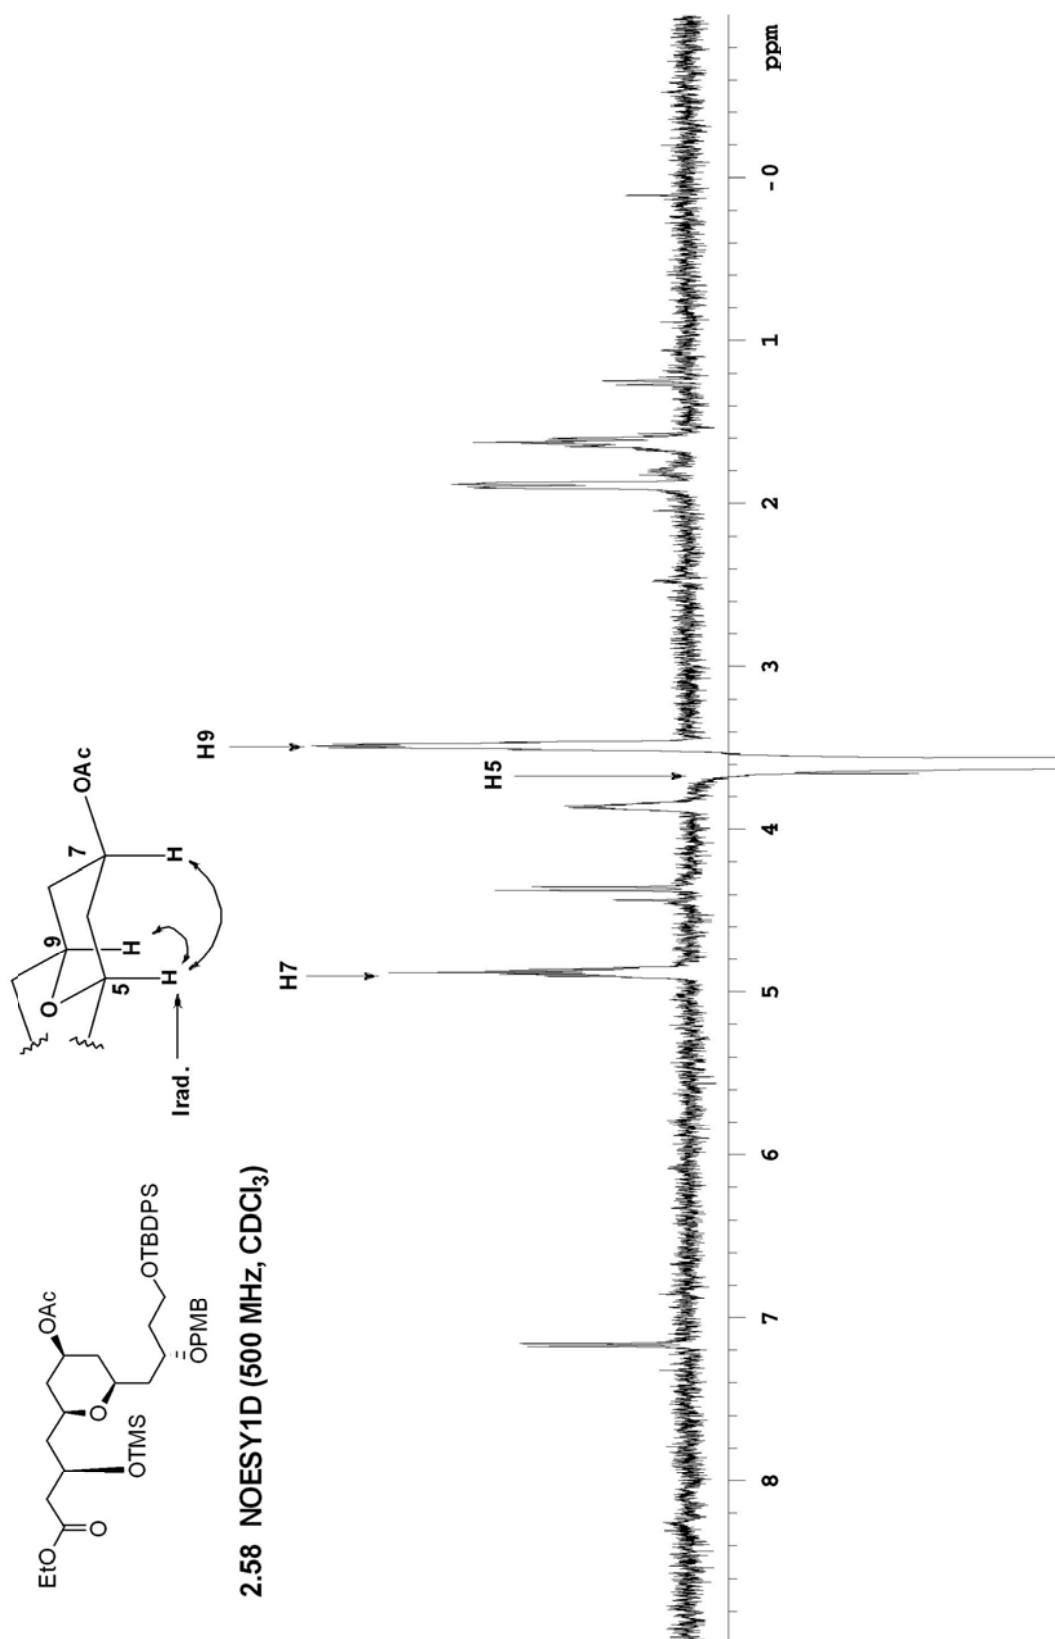 EtO
O
OTMS
O
OAc
OPMB
OTBDPS
2.58 NOESY1D (500 MHz, CDCl₃)
Irad.
O
9
5
7
H
H
H
OAc
H7
H5
H9
8
7
6
5
4
3
2
1
-0
ppm